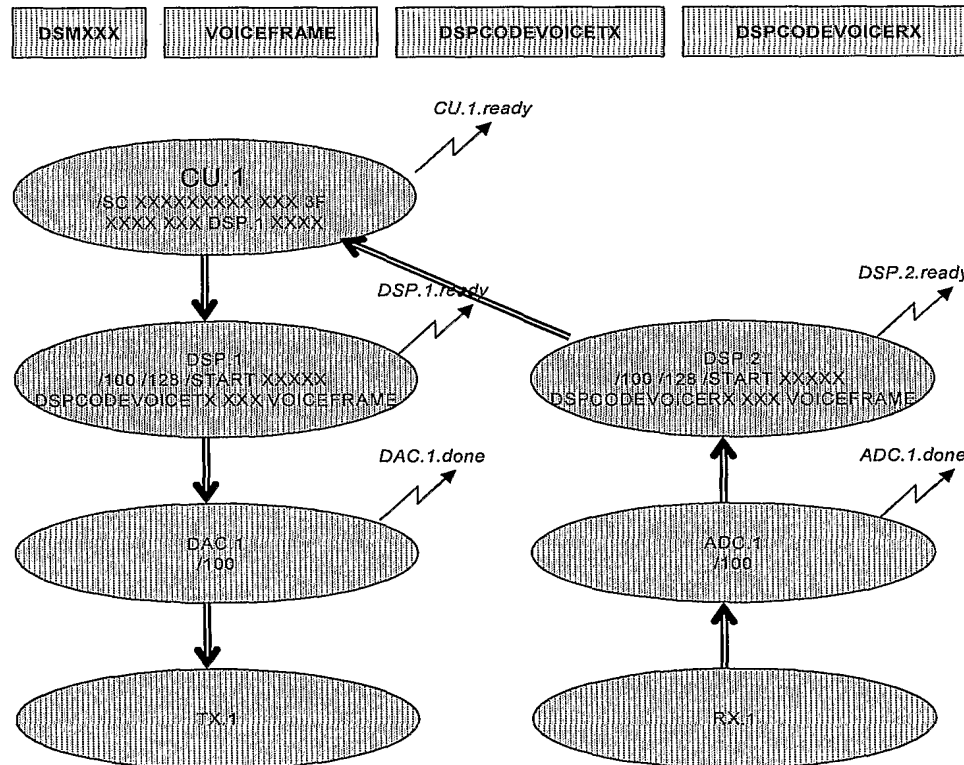 DSMXXX
VOICEFRAME
DSPCODEVOICETX
DSPCODEVOICERX
CU.1.ready
CU.1
/SC XXXXXXXXX XXX 3F
XXXX XXX DSP.1 XXXX
DSP.1.ready
DSP.2.ready
DSP.1
/100 /128 /START XXXXX
DSPCODEVOICETX XXX VOICEFRAME
DSP.2
/100 /128 /START XXXXX
DSPCODEVOICERX XXX VOICEFRAME
DAC.1.done
ADC.1.done
DAC.1
/100
ADC.1
/100
TX.1
RX.1